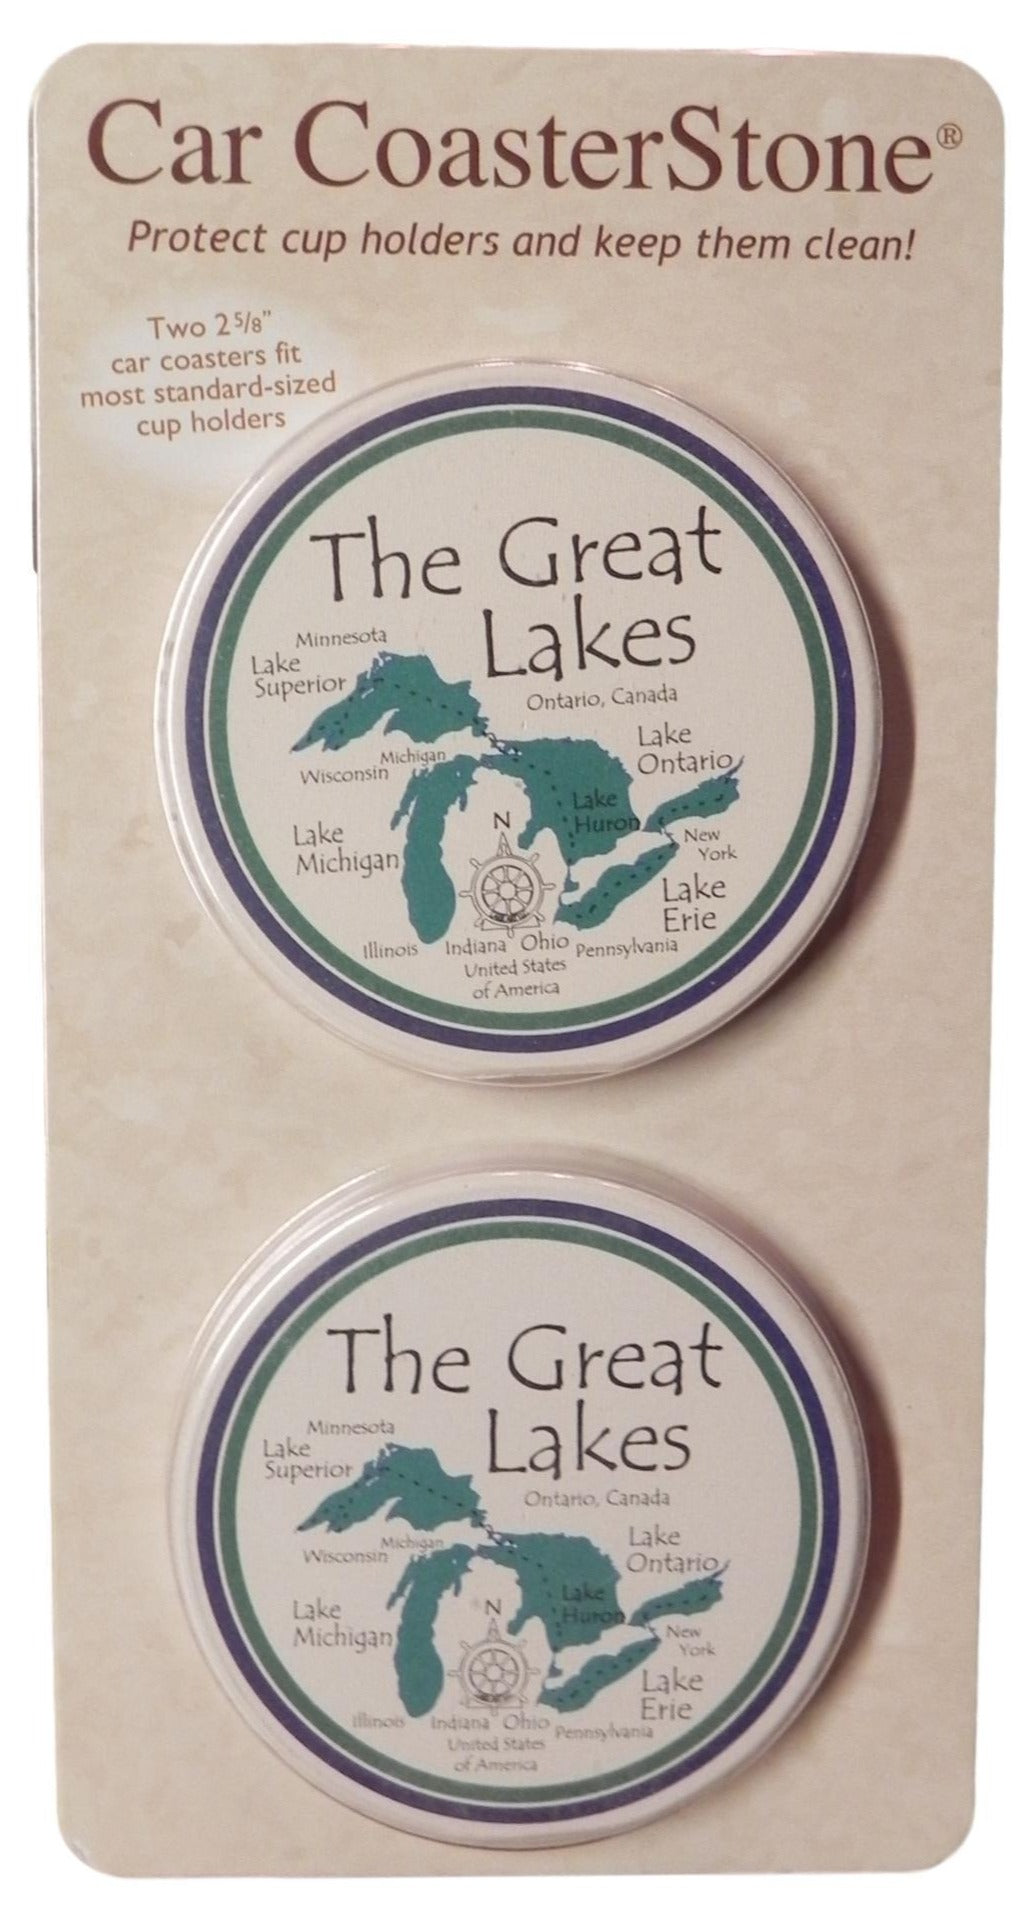 Car CoasterStone®
Protect cup holders and keep them clean!
Two 2 5/8"
car coasters fit
most standard-sized
cup holders
The Great
Lakes
Minnesota
Lake
Superior
Ontario, Canada
Michigan
Wisconsin
Lake
Ontario
Lake
Huron
Lake
Michigan
N
New
York
Lake
Erie
Illinois
Indiana
Ohio
Pennsylvania
United States
of America
The Great
Lakes
Minnesota
Lake
Superior
Ontario, Canada
Michigan
Wisconsin
Lake
Ontario
Lake
Huron
Lake
Michigan
N
New
York
Lake
Erie
Illinois
Indiana
Ohio
Pennsylvania
United States
of America